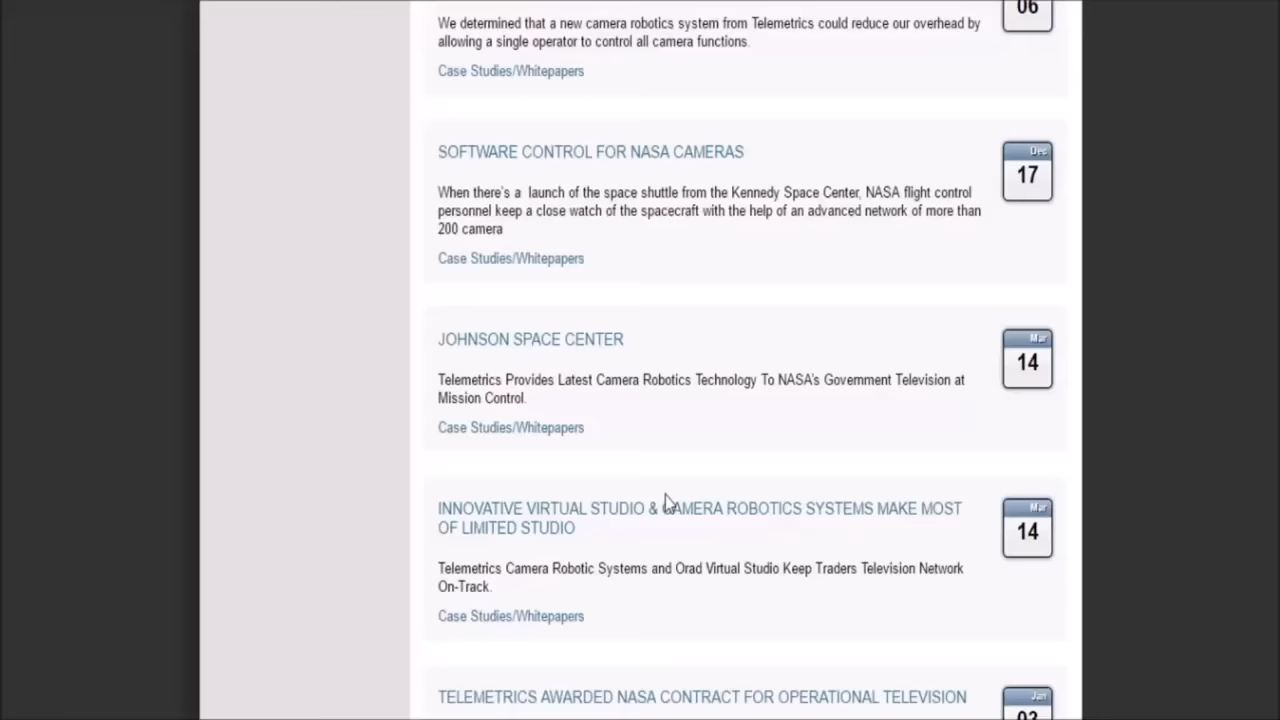 06
We determined that a new camera robotics system from Telemetrics could reduce our overhead by
allowing a single operator to control all camera functions.
Case Studies/Whitepapers
SOFTWARE CONTROL FOR NASA CAMERAS
Dec
17
When there's a launch of the space shuttle from the Kennedy Space Center, NASA flight control
personnel keep a close watch of the spacecraft with the help of an advanced network of more than
200 camera
Case Studies/Whitepapers
JOHNSON SPACE CENTER
Mar
14
Telemetrics Provides Latest Camera Robotics Technology To NASA's Government Television at
Mission Control.
Case Studies/Whitepapers
INNOVATIVE VIRTUAL STUDIO & CAMERA ROBOTICS SYSTEMS MAKE MOST
OF LIMITED STUDIO
Mar
14
Telemetrics Camera Robotic Systems and Orad Virtual Studio Keep Traders Television Network
On-Track.
Case Studies/Whitepapers
TELEMETRICS AWARDED NASA CONTRACT FOR OPERATIONAL TELEVISION
Jan
03